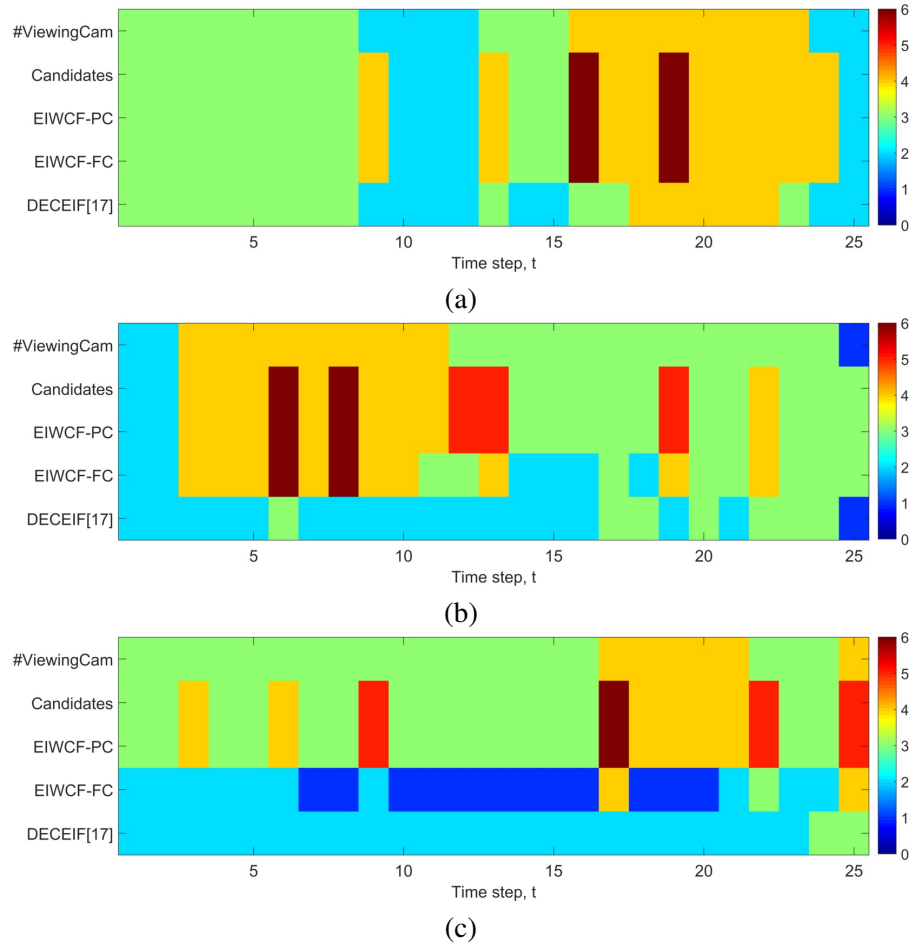 #ViewingCam
Candidates
EIWCF-PC
EIWCF-FC
DECEIF[17]
5 10 15 20 25
Time step, t
6
5
4
3
2
1
0
(a)
#ViewingCam
Candidates
EIWCF-PC
EIWCF-FC
DECEIF[17]
5 10 15 20 25
Time step, t
6
5
4
3
2
1
0
(b)
#ViewingCam
Candidates
EIWCF-PC
EIWCF-FC
DECEIF[17]
5 10 15 20 25
Time step, t
6
5
4
3
2
1
0
(c)